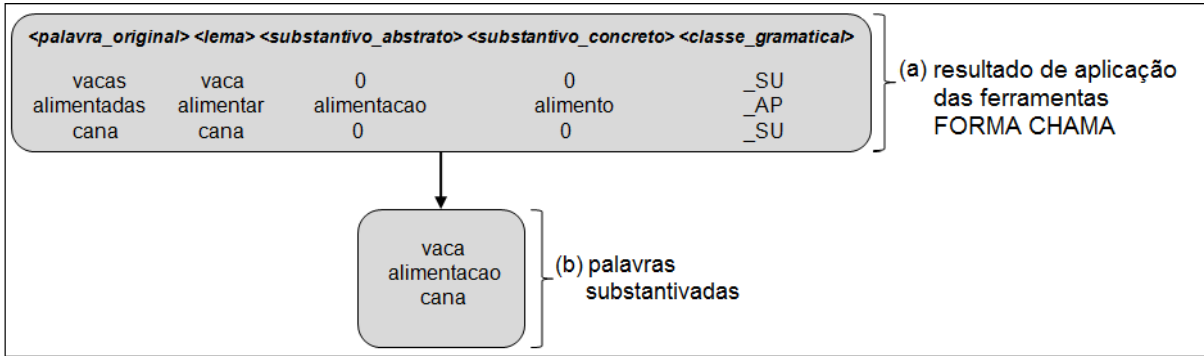 <palavra_original> <lema> <substantivo_abstrato> <substantivo_concreto> <classe_gramatical>
vacas vaca 0 0 _SU
alimentadas alimentar alimentacao alimento _AP
cana cana 0 0 _SU
(a) resultado de aplicação
das ferramentas
FORMA CHAMA
vaca
alimentacao
cana
(b) palavras
substantivadas